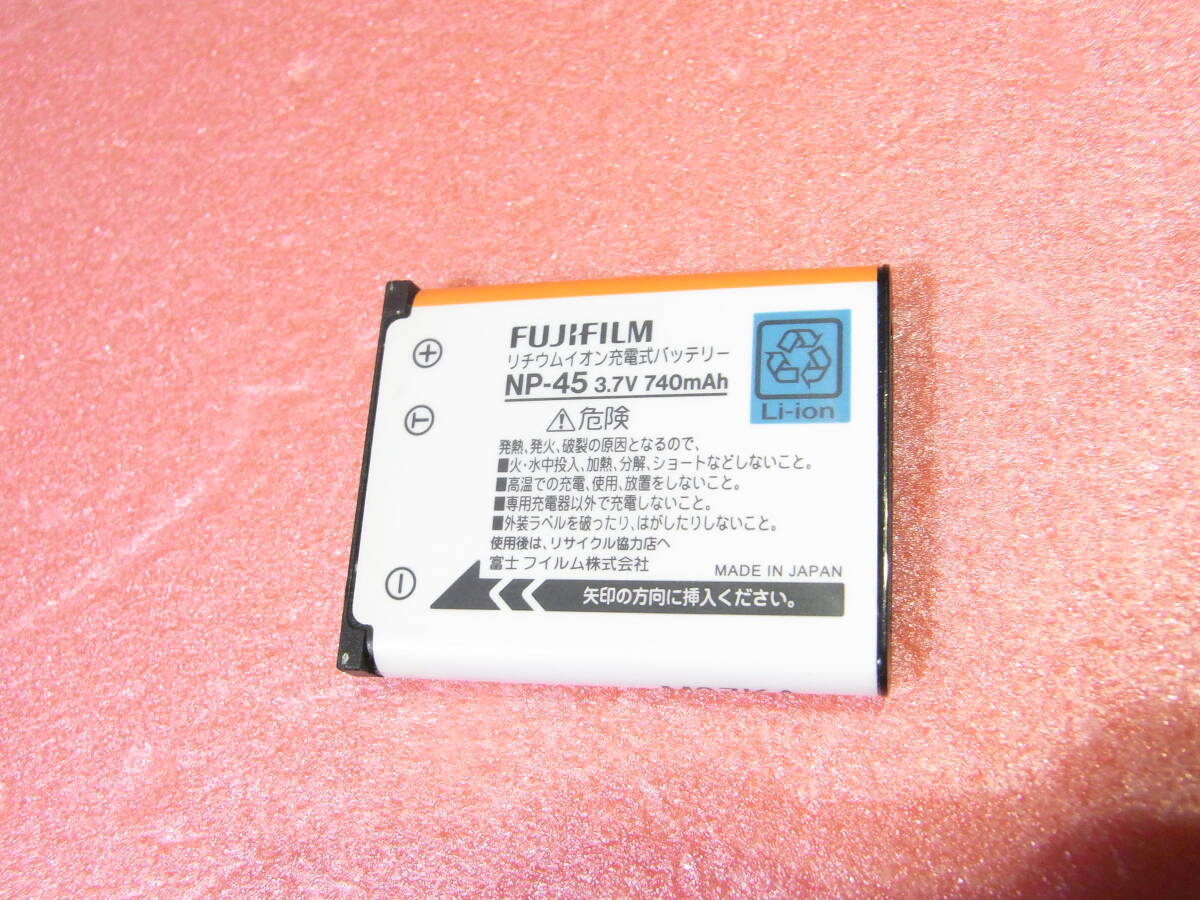 FUJIFILM
リチウムイオン充電式バッテリー
NP-45 3.7V 740mAh
Li-ion
危険
発熱、発火、破裂の原因となるので、
■火・水中投入、加熱、分解、ショートなどしないこと。
■高温での充電、使用、放置をしないこと。
■専用充電器以外で充電しないこと。
■外装ラベルを破ったり、はがしたりしないこと。
使用後は、リサイクル協力店へ
富士フイルム株式会社
MADE IN JAPAN
矢印の方向に挿入ください。
+
T
−